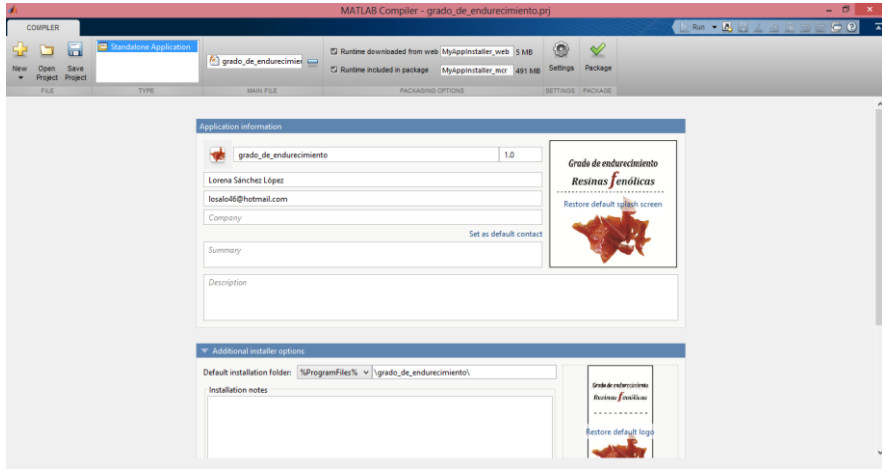 MATLAB Compiler - grado_de_endurecimiento.prj
COMPILER
Run
New
Open Project
Save Project
FILE
Standalone Application
TYPE
grado_de_endurecimier
MAIN FILE
Runtime downloaded from web MyAppInstaller_web 5 MB
Runtime included in package MyAppInstaller_mcr 491 MB
PACKAGING OPTIONS
Settings
SETTINGS
Package
PACKAGE
Application information
grado_de_endurecimiento 1.0
Lorena Sánchez López
losalo46@hotmail.com
Company
Set as default contact
Summary
Description
Grado de endurecimiento
Resinas fenólicas
Restore default splash screen
Additional installer options
Default installation folder: %ProgramFiles% \grado_de_endurecimiento\
Installation notes
Grado de endurecimiento
Resinas fenólicas
Restore default logo